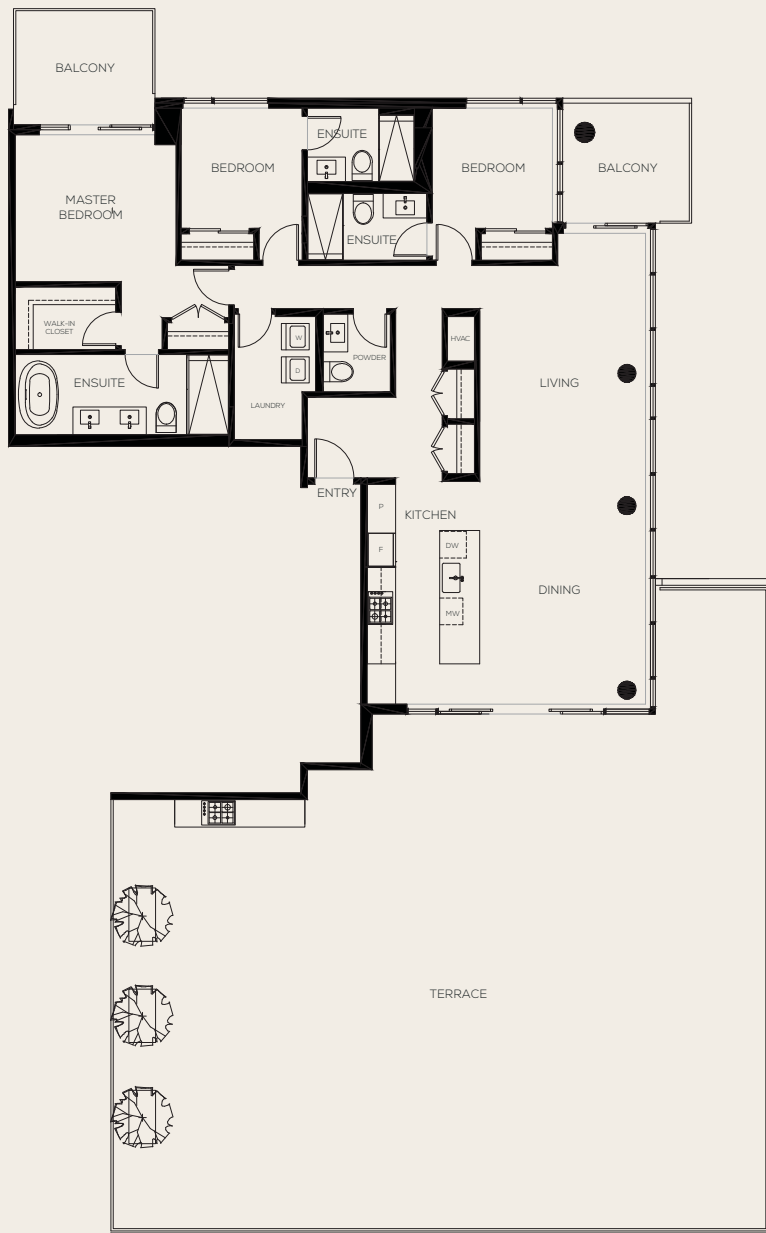 BALCONY
ENSUITE
BEDROOM
BEDROOM
BALCONY
MASTER
BEDROOM
ENSUITE
WALK-IN
CLOSET
W
HVAC
POWDER
D
ENSUITE
LIVING
LAUNDRY
ENTRY
P
KITCHEN
F
DW
DINING
MW
TERRACE